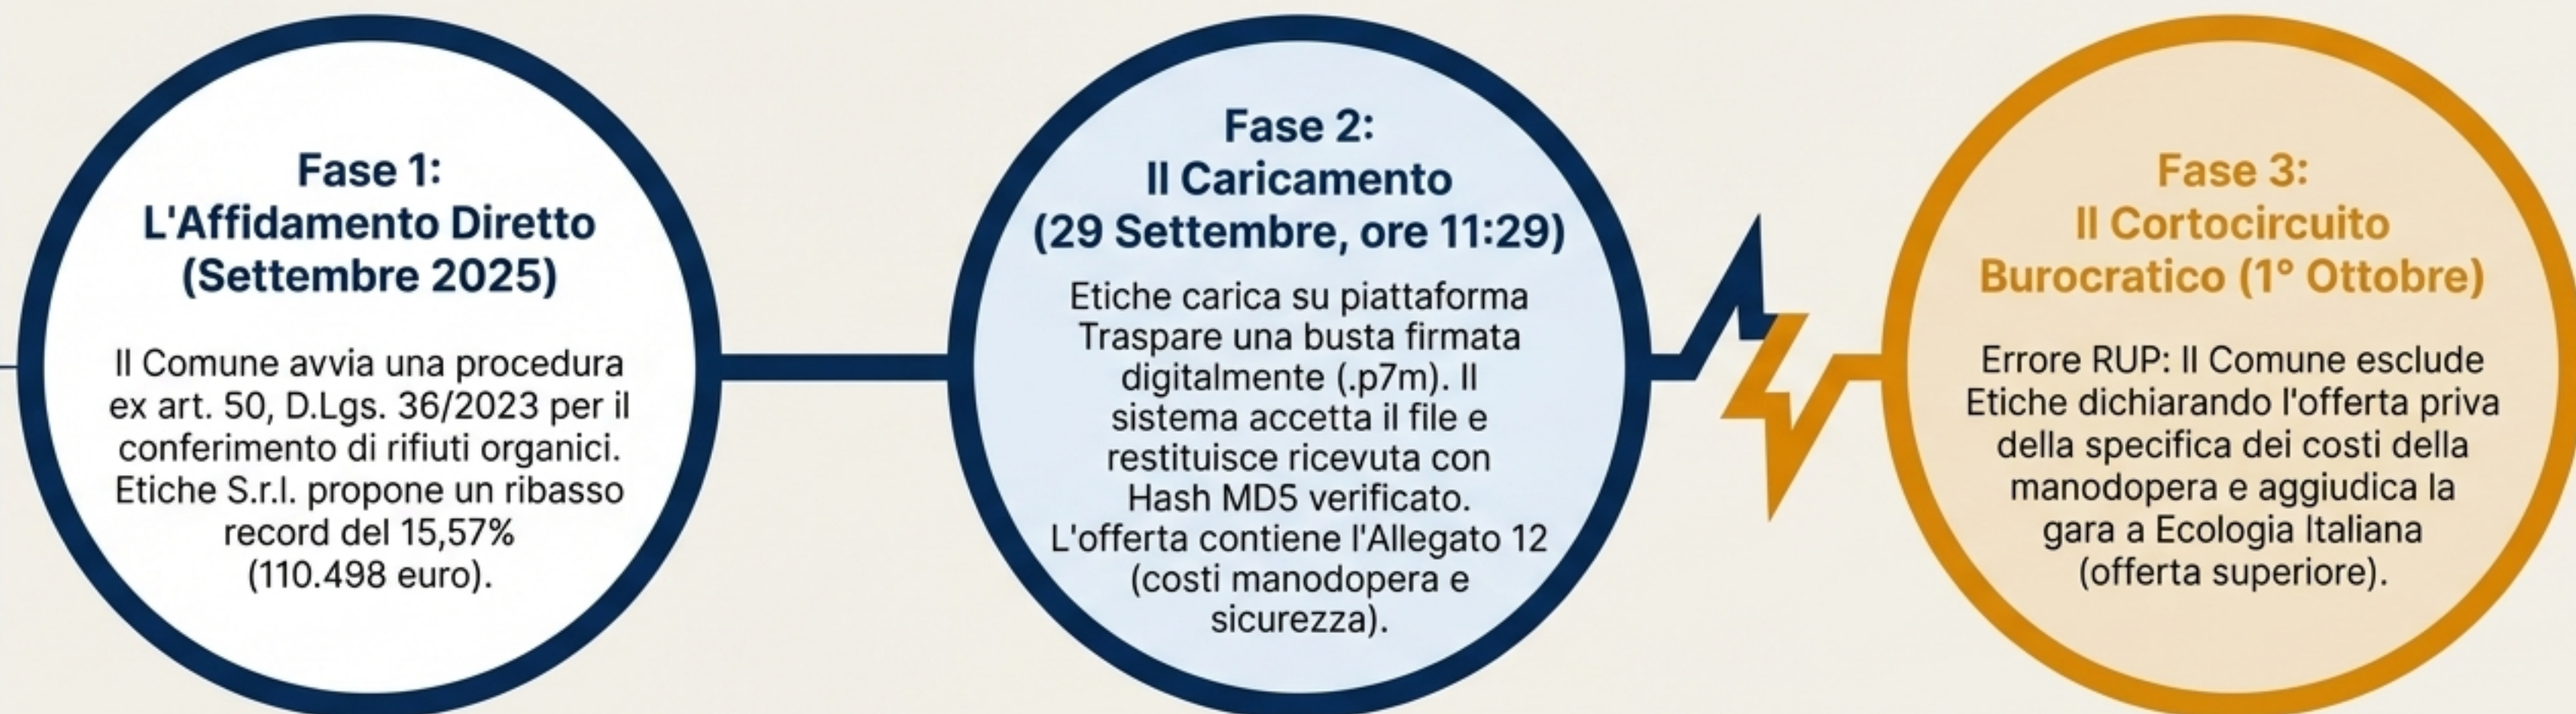 Fase 1:
L'Affidamento Diretto
(Settembre 2025)
Il Comune avvia una procedura
ex art. 50, D.Lgs. 36/2023 per il
conferimento di rifiuti organici.
Etiche S.r.l. propone un ribasso
record del 15,57%
(110.498 euro).
Fase 2:
Il Caricamento
(29 Settembre, ore 11:29)
Etiche carica su piattaforma
Traspare una busta firmata
digitalmente (.p7m). Il
sistema accetta il file e
restituisce ricevuta con
Hash MD5 verificato.
L'offerta contiene l'Allegato 12
(costi manodopera e
sicurezza).
Fase 3:
Il Cortocircuito
Burocratico (1° Ottobre)
Errore RUP: Il Comune esclude
Etiche dichiarando l'offerta priva
della specifica dei costi della
manodopera e aggiudica la
gara a Ecologia Italiana
(offerta superiore).